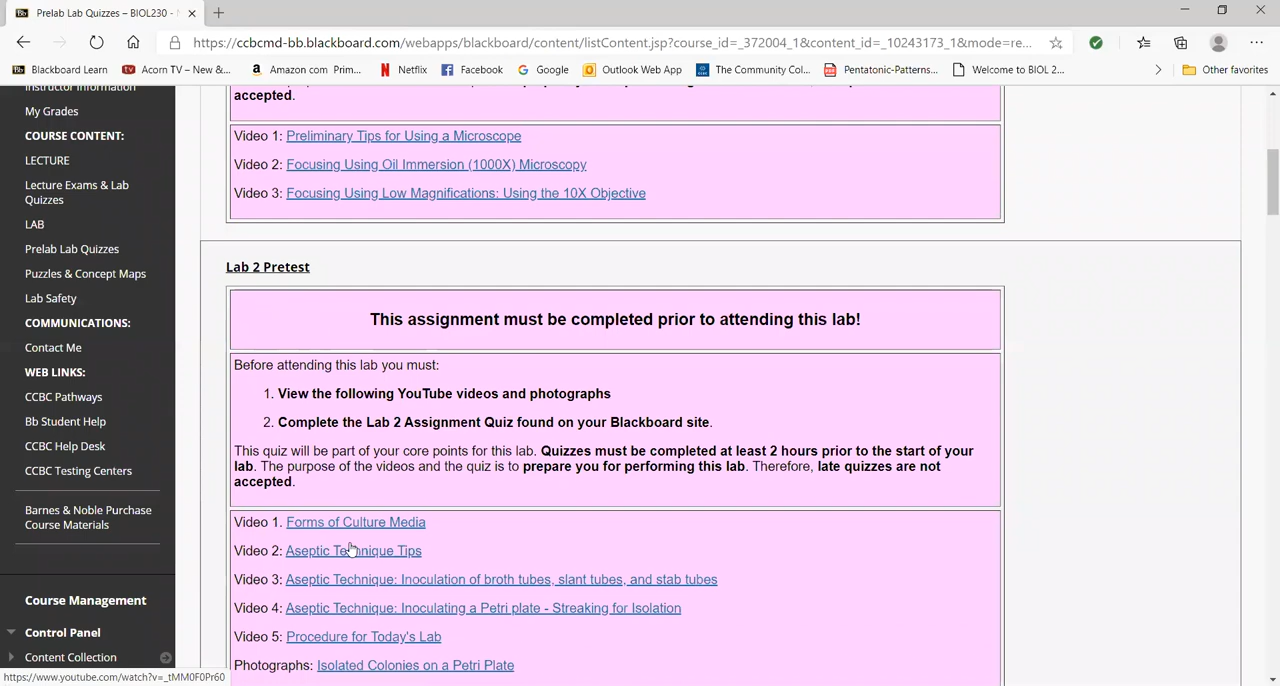 Prelab Lab Quizzes – BIOL230 -
https://ccbcmd-bb.blackboard.com/webapps/blackboard/content/listContent.jsp?course_id=_372004_1&content_id=_10243173_1&mode=re...
Blackboard Learn Acorn TV – New &... Amazon com Prim... Netflix Facebook Google Outlook Web App The Community Col... Pentatonic-Patterns... Welcome to BIOL 2... Other favorites
Instructor Information
My Grades
COURSE CONTENT:
LECTURE
Lecture Exams & Lab
Quizzes
LAB
Prelab Lab Quizzes
Puzzles & Concept Maps
Lab Safety
COMMUNICATIONS:
Contact Me
WEB LINKS:
CCBC Pathways
Bb Student Help
CCBC Help Desk
CCBC Testing Centers
Barnes & Noble Purchase
Course Materials
Course Management
Control Panel
Content Collection
https://www.youtube.com/watch?v=_tMM0F0Pr60
accepted.
Video 1: Preliminary Tips for Using a Microscope
Video 2: Focusing Using Oil Immersion (1000X) Microscopy
Video 3: Focusing Using Low Magnifications: Using the 10X Objective
Lab 2 Pretest
This assignment must be completed prior to attending this lab!
Before attending this lab you must:
1. View the following YouTube videos and photographs
2. Complete the Lab 2 Assignment Quiz found on your Blackboard site.
This quiz will be part of your core points for this lab. Quizzes must be completed at least 2 hours prior to the start of your
lab. The purpose of the videos and the quiz is to prepare you for performing this lab. Therefore, late quizzes are not
accepted.
Video 1. Forms of Culture Media
Video 2: Aseptic Technique Tips
Video 3: Aseptic Technique: Inoculation of broth tubes, slant tubes, and stab tubes
Video 4: Aseptic Technique: Inoculating a Petri plate - Streaking for Isolation
Video 5: Procedure for Today's Lab
Photographs: Isolated Colonies on a Petri Plate